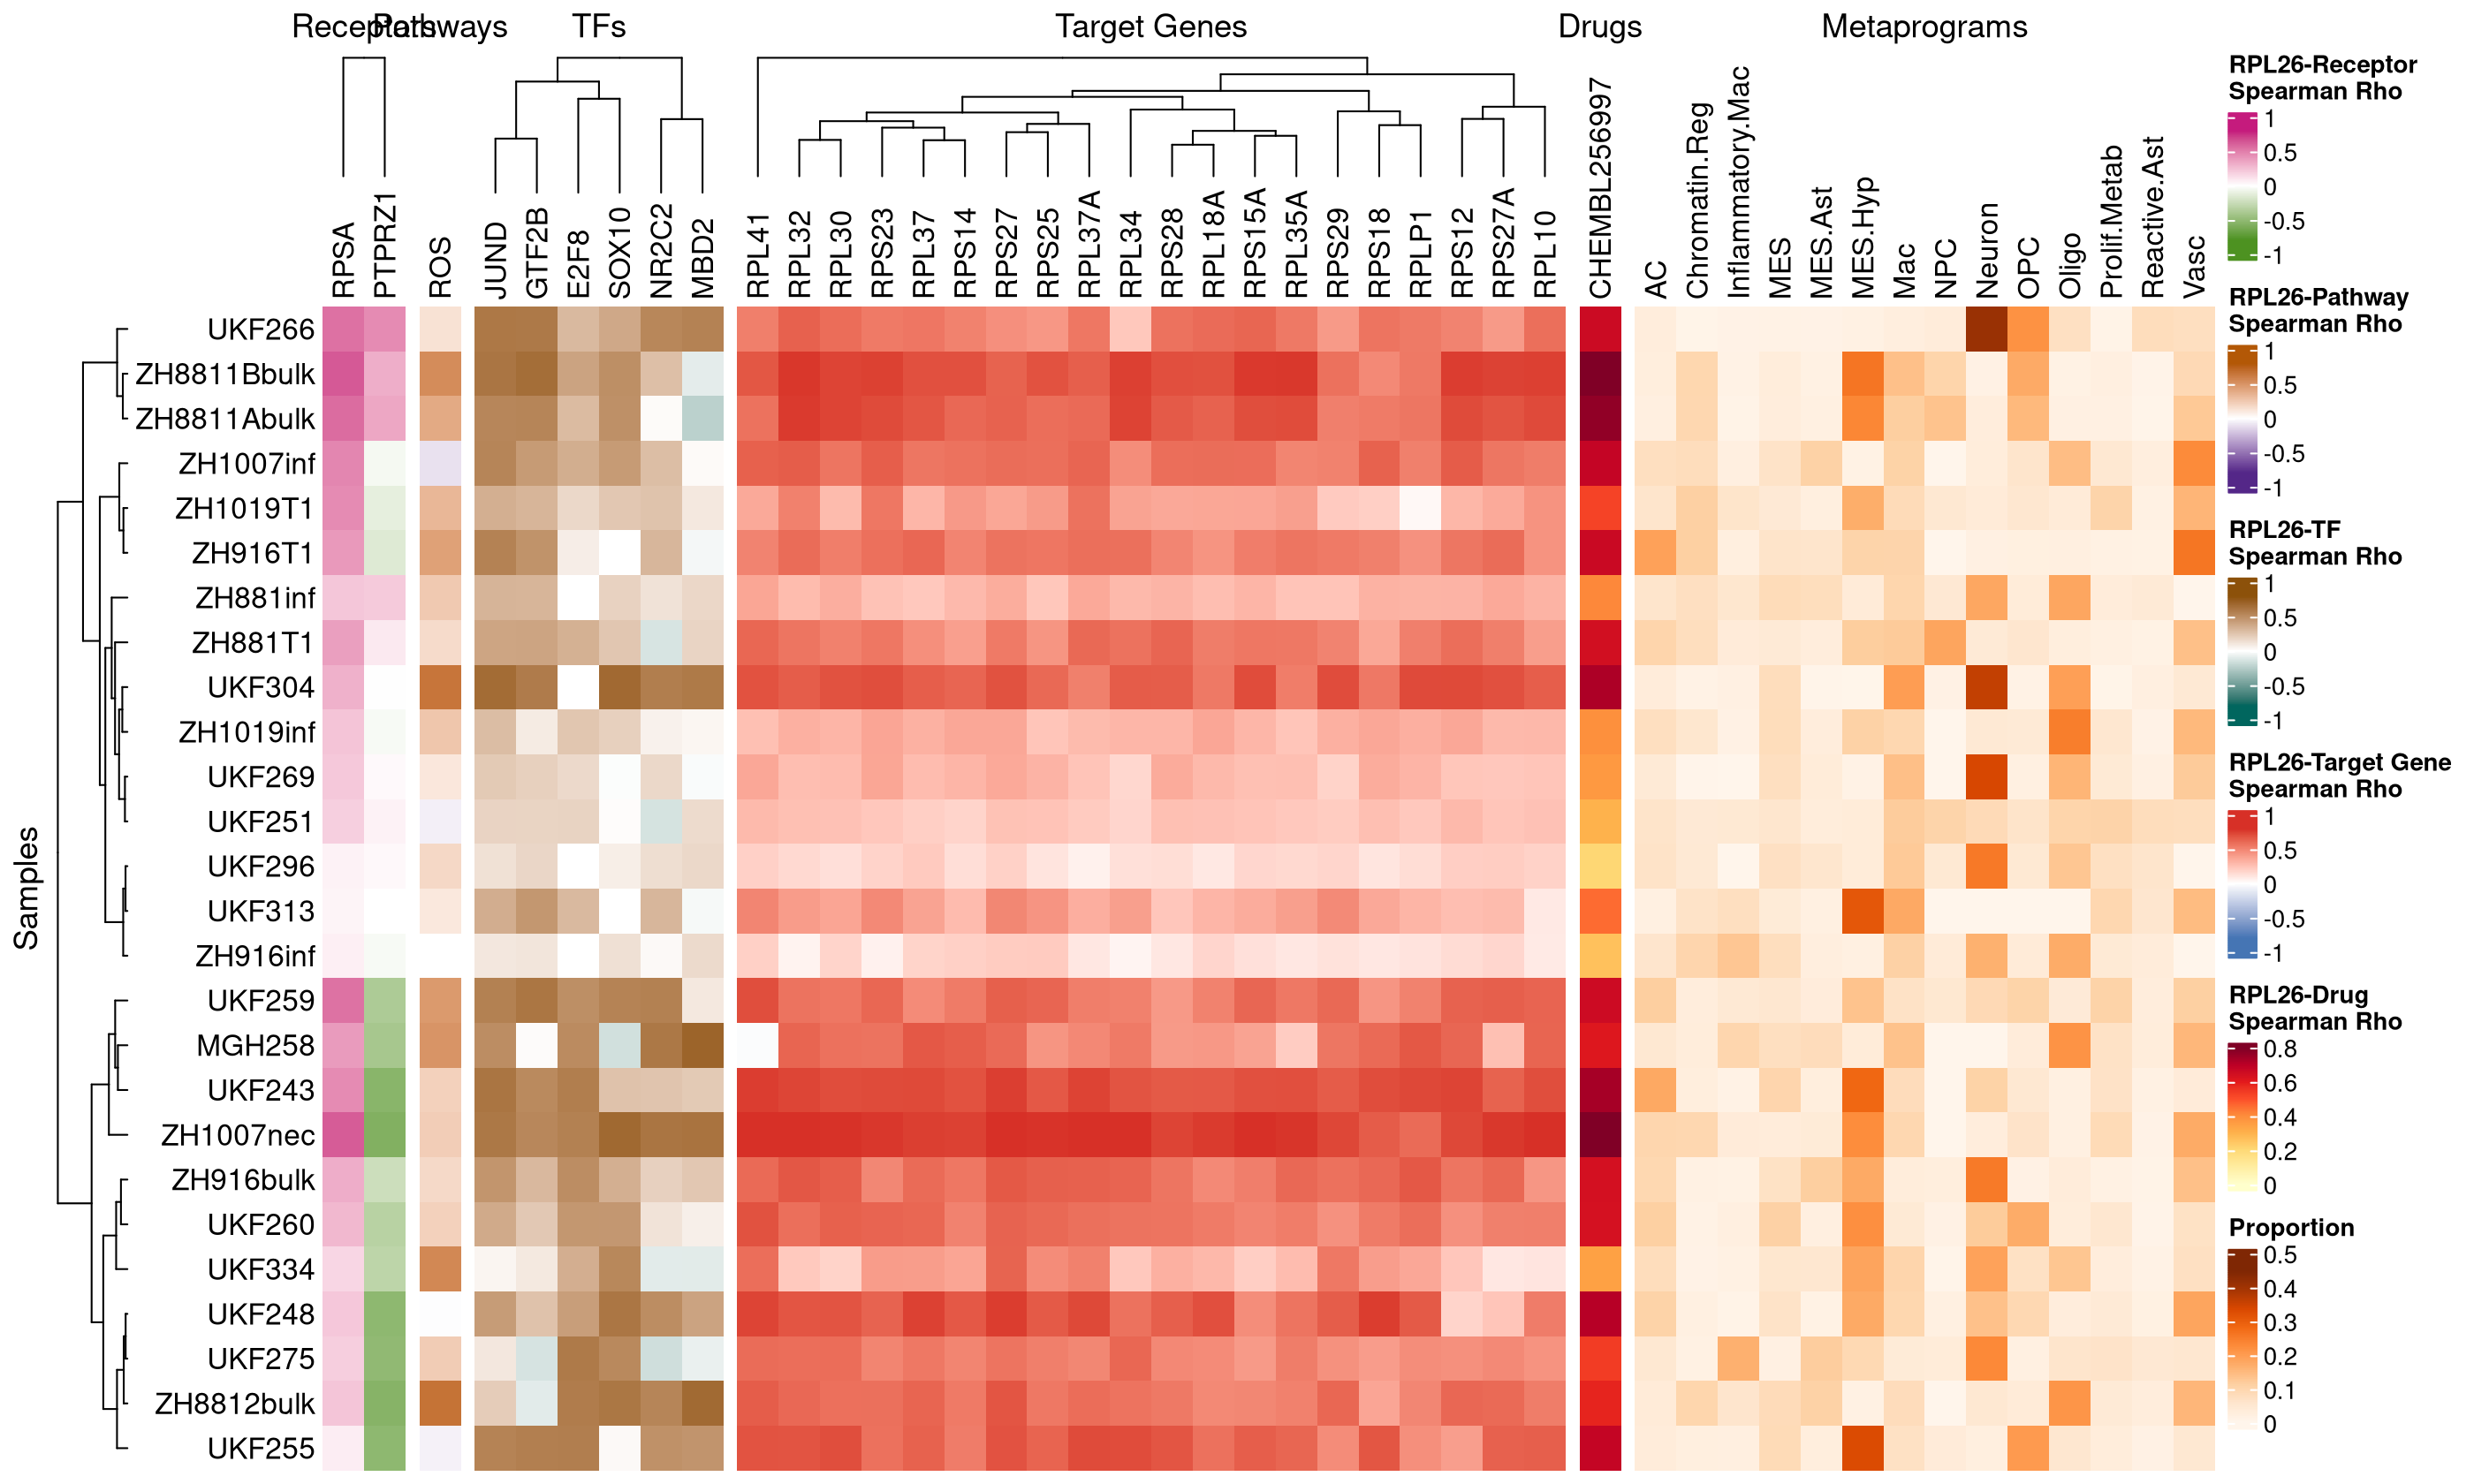 Receptors Pathways TFs Target Genes Drugs Metaprograms
RPSA PTPRZ1 ROS JUND GTF2B E2F8 SOX10 NR2C2 MBD2 RPL41 RPL32 RPL30 RPS23 RPL37 RPS14 RPS27 RPS25 RPL37A RPL34 RPS28 RPL18A RPS15A RPL35A RPS29 RPS18 RPLP1 RPS12 RPS27A RPL10 CHEMBL256997 AC Chromatin.Reg Inflammatory.Mac MES MES.Ast MES.Hyp Mac NPC Neuron OPC Oligo Prolif.Metab Reactive.Ast Vasc
Samples
UKF266
ZH8811Bbulk
ZH8811Abulk
ZH1007inf
ZH1019T1
ZH916T1
ZH881inf
ZH881T1
UKF304
ZH1019inf
UKF269
UKF251
UKF296
UKF313
ZH916inf
UKF259
MGH258
UKF243
ZH1007nec
ZH916bulk
UKF260
UKF334
UKF248
UKF275
ZH8812bulk
UKF255
RPL26-Receptor
Spearman Rho
1
0.5
0
-0.5
-1
RPL26-Pathway
Spearman Rho
1
0.5
0
-0.5
-1
RPL26-TF
Spearman Rho
1
0.5
0
-0.5
-1
RPL26-Target Gene
Spearman Rho
1
0.5
0
-0.5
-1
RPL26-Drug
Spearman Rho
0.8
0.6
0.4
0.2
0
Proportion
0.5
0.4
0.3
0.2
0.1
0